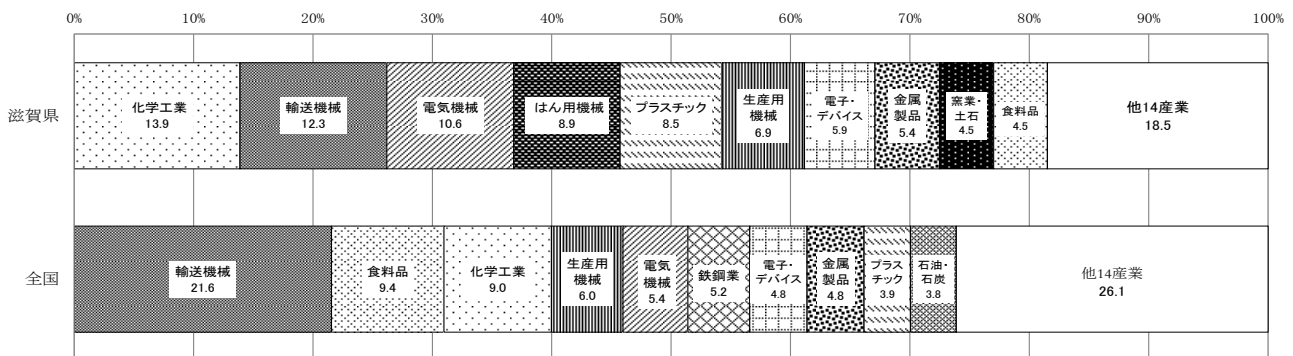 0% 10% 20% 30% 40% 50% 60% 70% 80% 90% 100%
滋賀県
化学工業
13.9
輸送機械
12.3
電気機械
10.6
はん用機械
8.9
プラスチック
8.5
生産用
機械
6.9
電子・
デバイス
5.9
金属
製品
5.4
窯業・
土石
4.5
食料品
4.5
他14産業
18.5
全国
輸送機械
21.6
食料品
9.4
化学工業
9.0
生産用
機械
6.0
電気
機械
5.4
鉄鋼業
5.2
電子・
デバイス
4.8
金属
製品
4.8
プラス
チック
3.9
石油・
石炭
3.8
他14産業
26.1